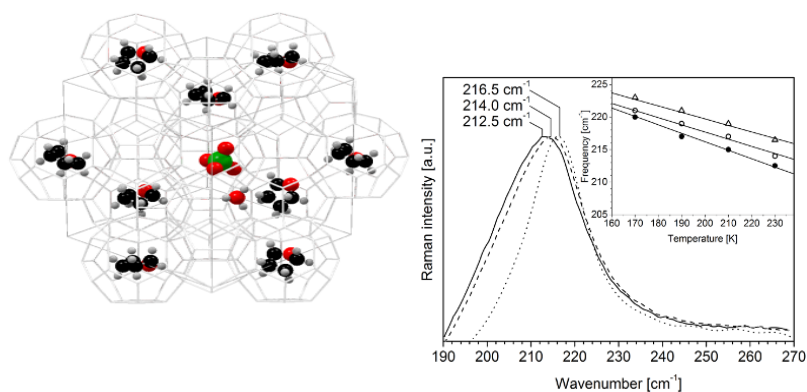 216.5 cm⁻¹
214.0 cm⁻¹
212.5 cm⁻¹
Raman intensity [a.u.]
190 200 210 220 230 240 250 260 270
Wavenumber [cm⁻¹]
Frequency [cm⁻¹]
225
220
215
210
205
160 170 180 190 200 210 220 230
Temperature [K]